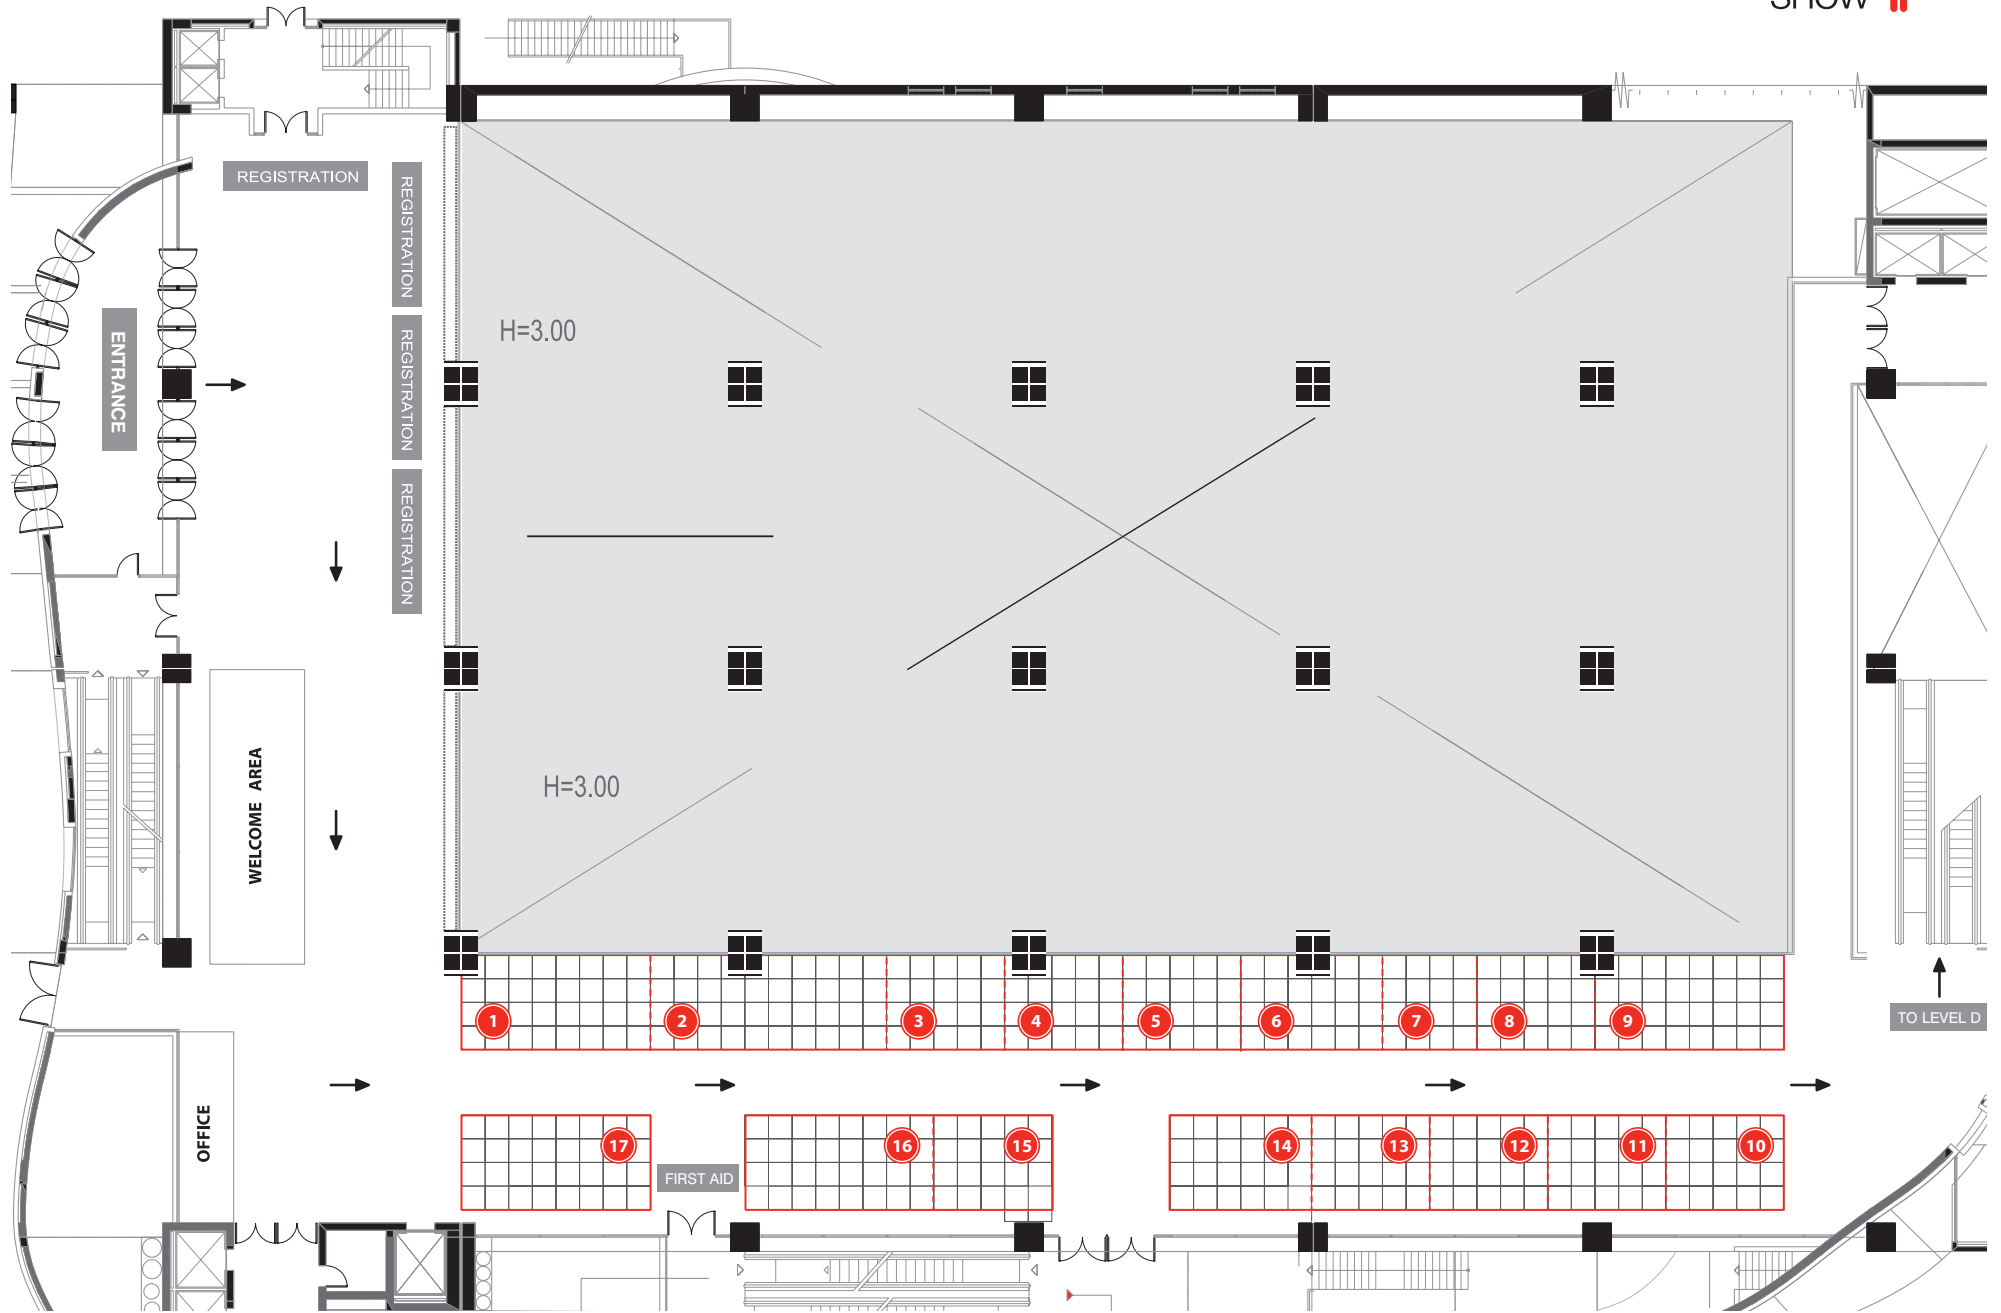 SHOW
REGISTRATION
REGISTRATION
REGISTRATION
REGISTRATION
ENTRANCE
H=3.00
H=3.00
WELCOME AREA
1
2
3
4
5
6
7
8
9
TO LEVEL D
OFFICE
17
FIRST AID
16
15
14
13
12
11
10